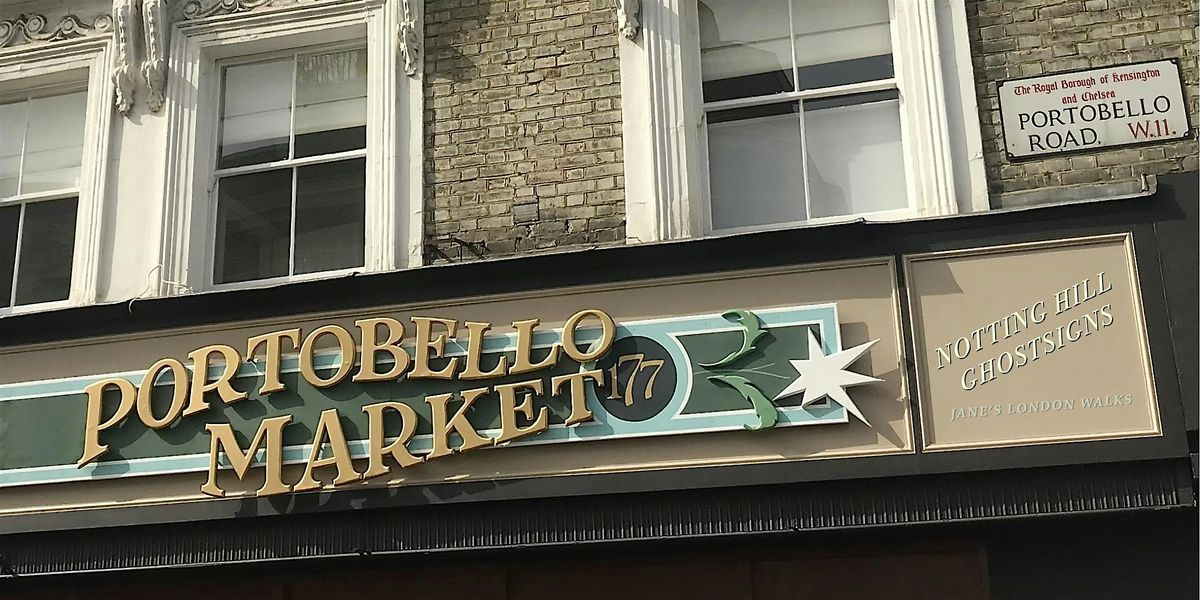 The Royal Borough of Kensington
and Chelsea
PORTOBELLO
ROAD, W.11.
PORTOBELLO
MARKET 177
NOTTING HILL
GHOSTSIGNS
JANE'S LONDON WALKS